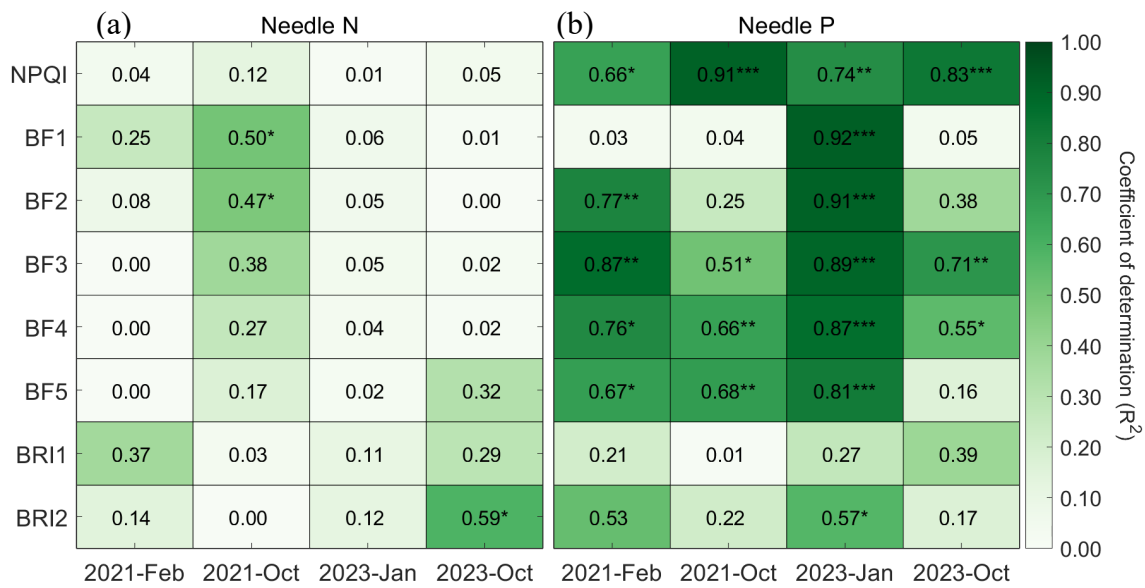 (a) Needle N (b) Needle P
NPQI 0.04 0.12 0.01 0.05 0.66* 0.91*** 0.74** 0.83*** 1.00
0.90
BF1 0.25 0.50* 0.06 0.01 0.03 0.04 0.92*** 0.05
0.80
BF2 0.08 0.47* 0.05 0.00 0.77** 0.25 0.91*** 0.38
0.70
BF3 0.00 0.38 0.05 0.02 0.87** 0.51* 0.89*** 0.71**
0.60
0.50
BF4 0.00 0.27 0.04 0.02 0.76* 0.66** 0.87*** 0.55*
0.40
BF5 0.00 0.17 0.02 0.32 0.67* 0.68** 0.81*** 0.16
0.30
BRI1 0.37 0.03 0.11 0.29 0.21 0.01 0.27 0.39
0.20
BRI2 0.14 0.00 0.12 0.59* 0.53 0.22 0.57* 0.17
0.10
0.00
2021-Feb 2021-Oct 2023-Jan 2023-Oct 2021-Feb 2021-Oct 2023-Jan 2023-Oct
Coefficient of determination (R²)